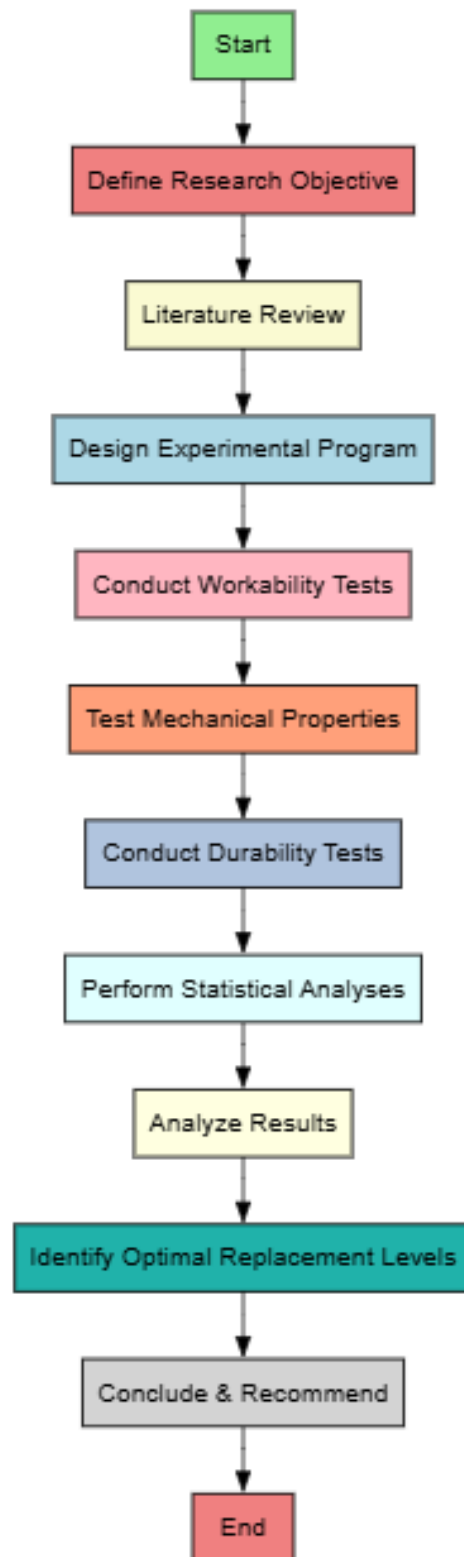 Start
Define Research Objective
Literature Review
Design Experimental Program
Conduct Workability Tests
Test Mechanical Properties
Conduct Durability Tests
Perform Statistical Analyses
Analyze Results
Identify Optimal Replacement Levels
Conclude & Recommend
End